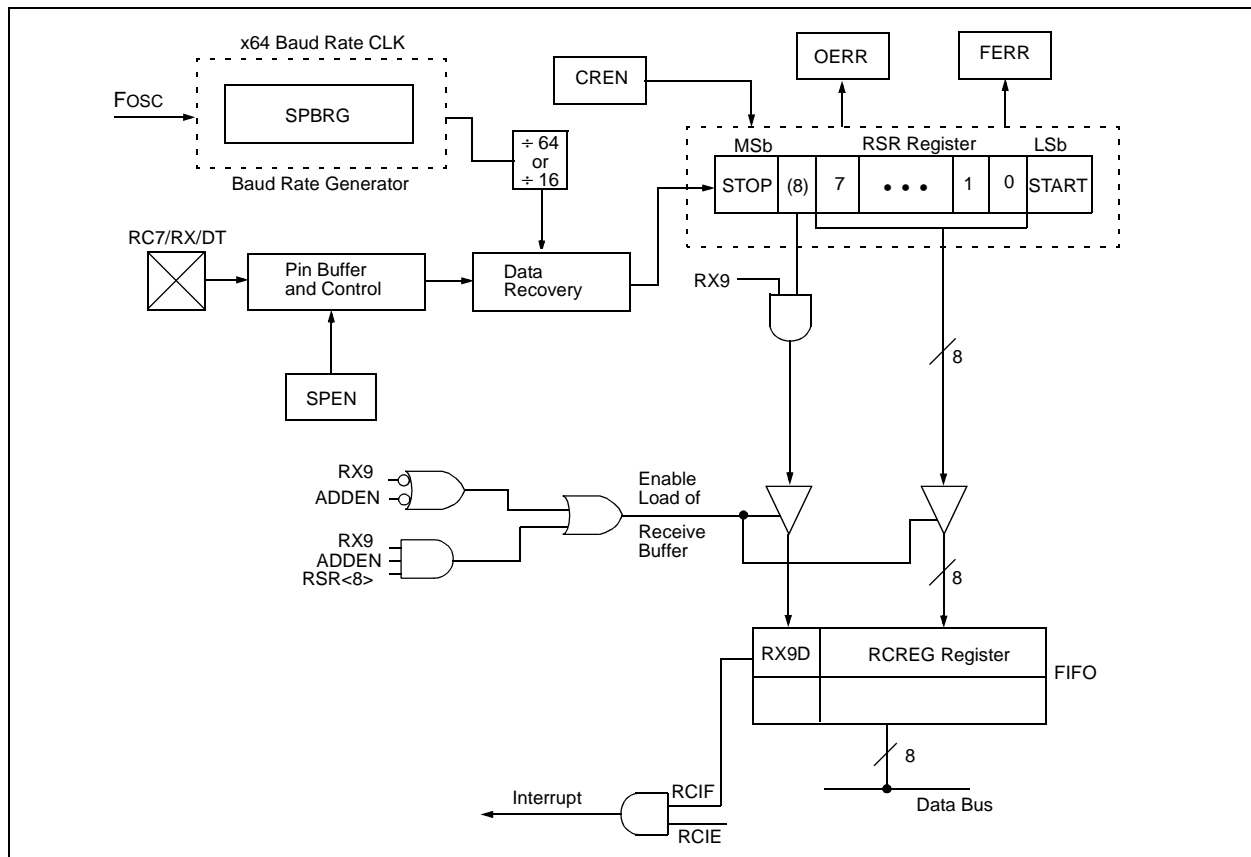 x64 Baud Rate CLK
FOSC
SPBRG
Baud Rate Generator
÷ 64
or
÷ 16
CREN
OERR
FERR
MSb
RSR Register
LSb
STOP
(8)
7
• • •
1
0
START
RC7/RX/DT
Pin Buffer
and Control
Data
Recovery
SPEN
RX9
8
RX9
ADDEN
RX9
ADDEN
RSR<8>
Enable
Load of
Receive
Buffer
8
RX9D
RCREG Register
FIFO
8
Data Bus
Interrupt
RCIF
RCIE